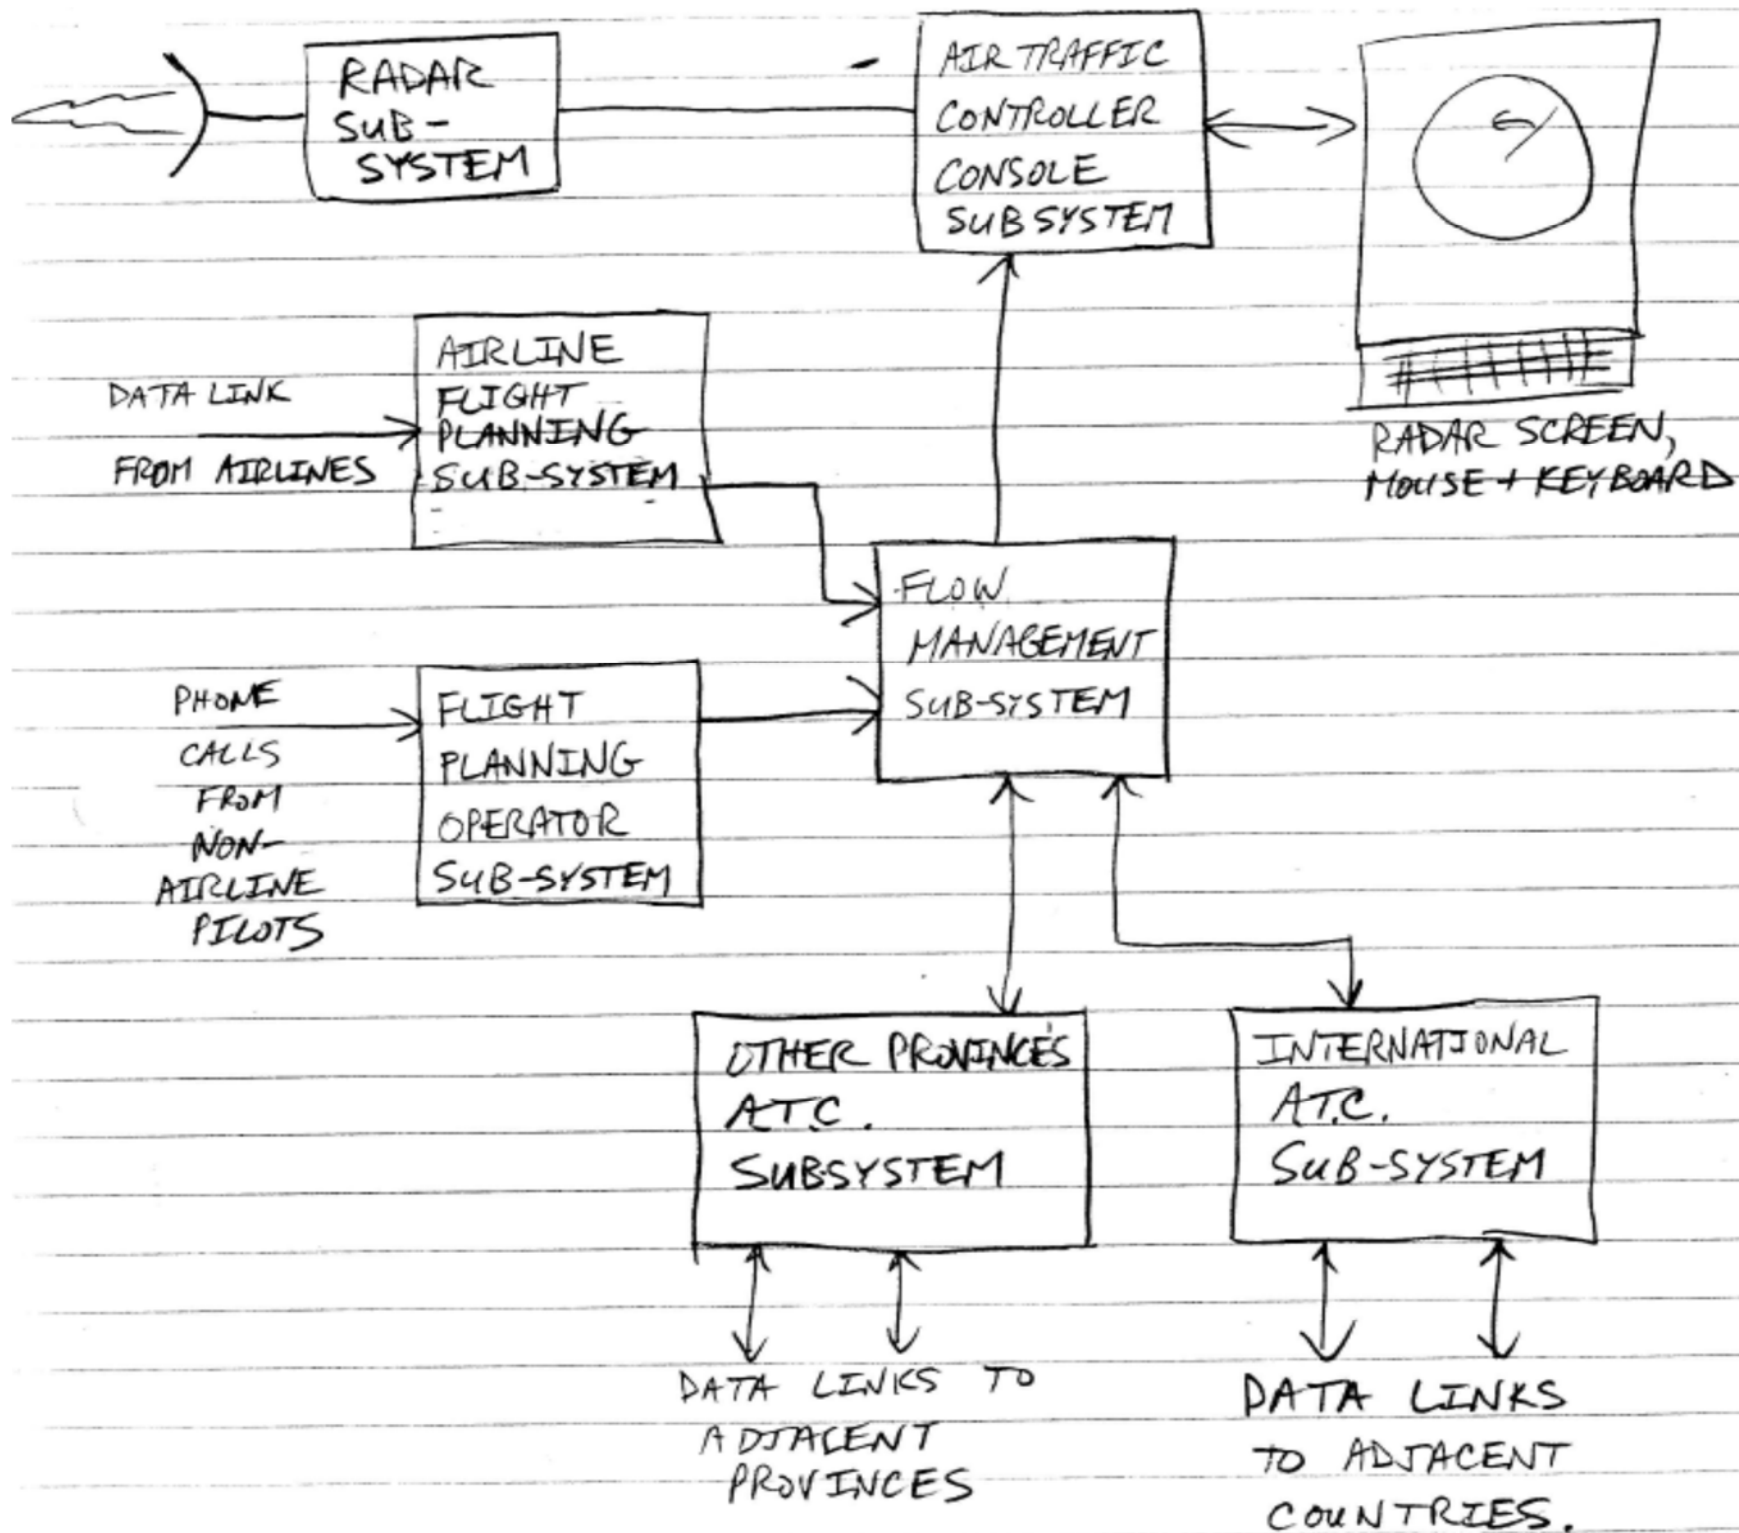 RADAR
SUB-
SYSTEM
AIR TRAFFIC
CONTROLLER
CONSOLE
SUBSYSTEM
RADAR SCREEN,
MOUSE + KEYBOARD
DATA LINK
FROM AIRLINES
AIRLINE
FLIGHT
PLANNING
SUB-SYSTEM
FLOW
MANAGEMENT
SUB-SYSTEM
PHONE
CALLS
FROM
NON-
AIRLINE
PILOTS
FLIGHT
PLANNING
OPERATOR
SUB-SYSTEM
OTHER PROVINCE'S
A.T.C.
SUBSYSTEM
INTERNATIONAL
A.T.C.
SUB-SYSTEM
DATA LINKS TO
ADJACENT
PROVINCES
DATA LINKS
TO ADJACENT
COUNTRIES.